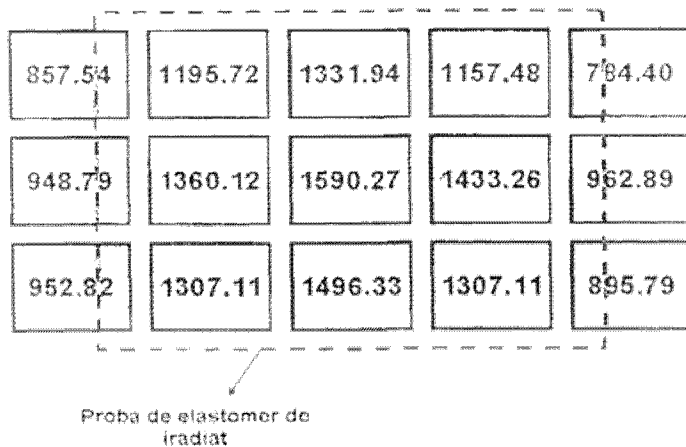 857.54 1195.72 1331.94 1157.48 784.40
948.79 1360.12 1590.27 1433.26 962.89
952.82 1307.11 1496.33 1307.11 895.79
Proba de elastomer de
iradiat